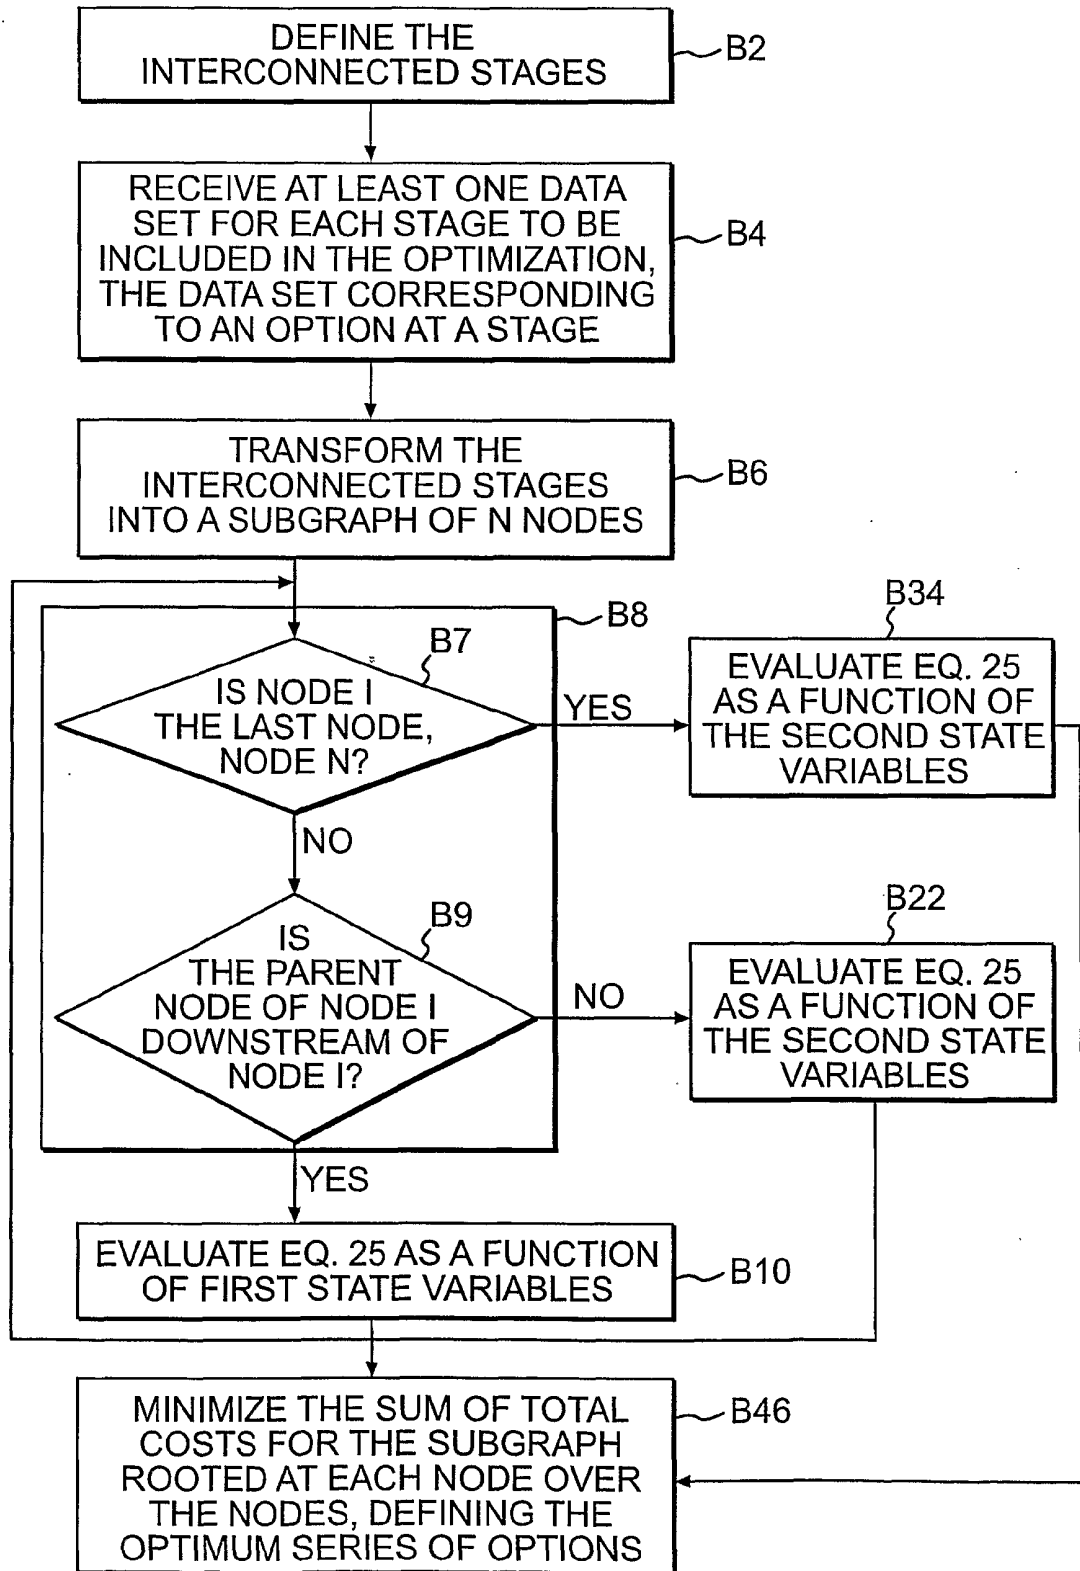 DEFINE THE
INTERCONNECTED STAGES
B2
RECEIVE AT LEAST ONE DATA
SET FOR EACH STAGE TO BE
INCLUDED IN THE OPTIMIZATION,
THE DATA SET CORRESPONDING
TO AN OPTION AT A STAGE
B4
TRANSFORM THE
INTERCONNECTED STAGES
INTO A SUBGRAPH OF N NODES
B6
B8
B7
IS NODE I
THE LAST NODE,
NODE N?
YES
B34
EVALUATE EQ. 25
AS A FUNCTION OF
THE SECOND STATE
VARIABLES
NO
B9
IS
THE PARENT
NODE OF NODE I
DOWNSTREAM OF
NODE I?
NO
B22
EVALUATE EQ. 25
AS A FUNCTION OF
THE SECOND STATE
VARIABLES
YES
EVALUATE EQ. 25 AS A FUNCTION
OF FIRST STATE VARIABLES
B10
MINIMIZE THE SUM OF TOTAL
COSTS FOR THE SUBGRAPH
ROOTED AT EACH NODE OVER
THE NODES, DEFINING THE
OPTIMUM SERIES OF OPTIONS
B46